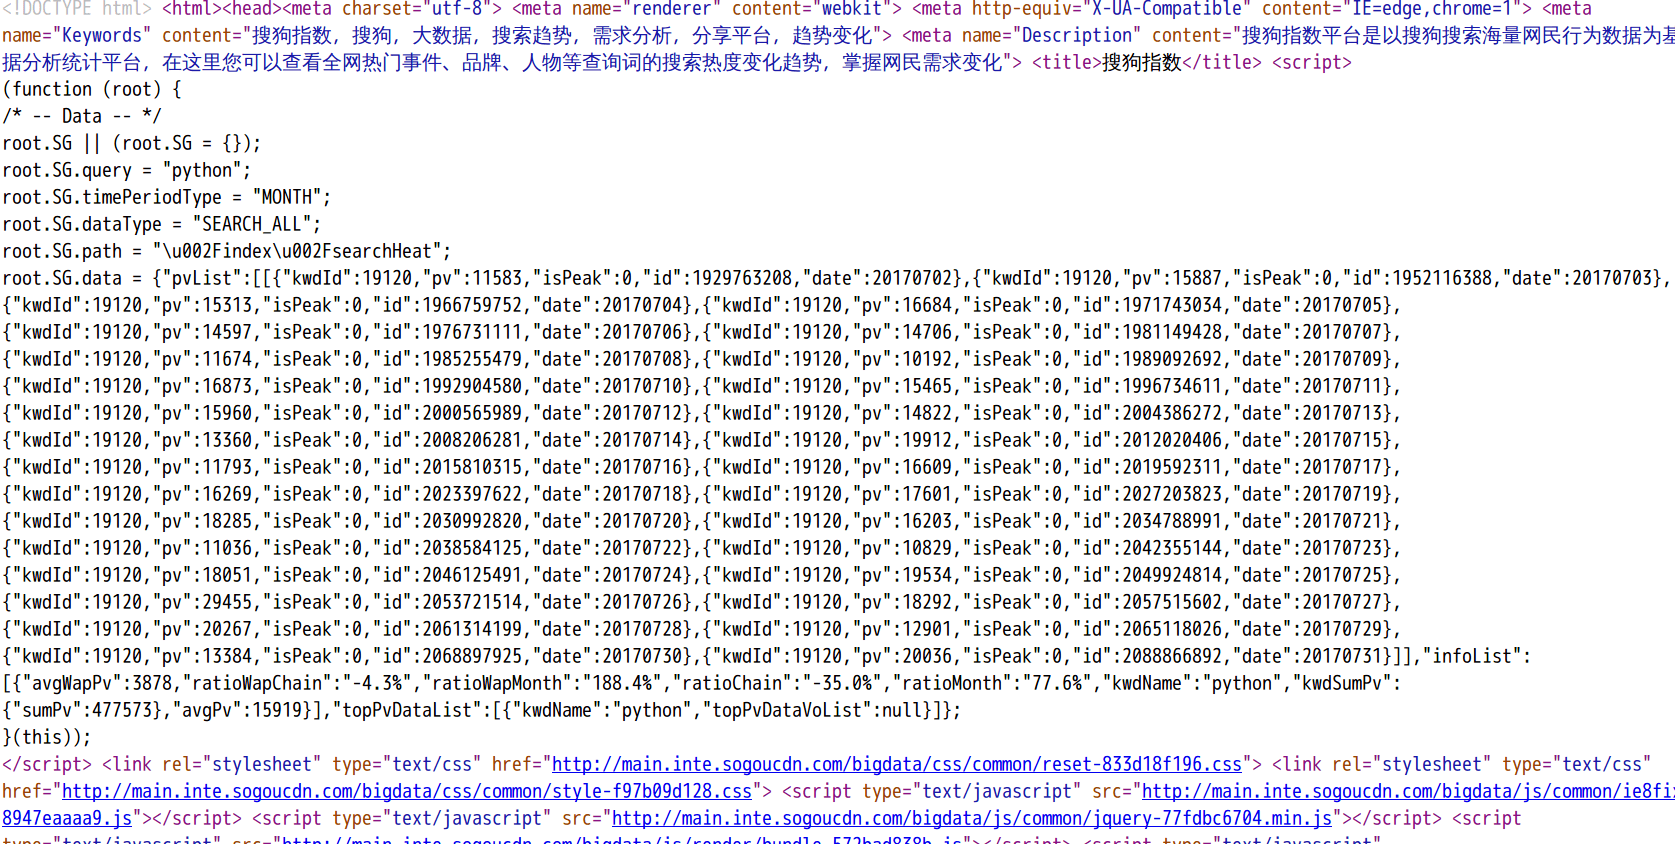 <!DOCTYPE html> <html><head><meta charset="utf-8"> <meta name="renderer" content="webkit"> <meta http-equiv="X-UA-Compatible" content="IE=edge,chrome=1"> <meta
name="Keywords" content="搜狗指数，搜狗，大数据，搜索趋势，需求分析，分享平台，趋势变化"> <meta name="Description" content="搜狗指数平台是以搜狗搜索海量网民行为数据为基
据分析统计平台，在这里您可以查看全网热门事件、品牌、人物等查询词的搜索热度变化趋势，掌握网民需求变化"> <title>搜狗指数</title> <script>
(function (root) {
/* -- Data -- */
root.SG || (root.SG = {});
root.SG.query = "python";
root.SG.timePeriodType = "MONTH";
root.SG.dataType = "SEARCH_ALL";
root.SG.path = "\u002Findex\u002FsearchHeat";
root.SG.data = {"pvList":[[{"kwdId":19120,"pv":11583,"isPeak":0,"id":1929763208,"date":20170702},{"kwdId":19120,"pv":15887,"isPeak":0,"id":1952116388,"date":20170703},
{"kwdId":19120,"pv":15313,"isPeak":0,"id":1966759752,"date":20170704},{"kwdId":19120,"pv":16684,"isPeak":0,"id":1971743034,"date":20170705},
{"kwdId":19120,"pv":14597,"isPeak":0,"id":1976731111,"date":20170706},{"kwdId":19120,"pv":14706,"isPeak":0,"id":1981149428,"date":20170707},
{"kwdId":19120,"pv":11674,"isPeak":0,"id":1985255479,"date":20170708},{"kwdId":19120,"pv":10192,"isPeak":0,"id":1989092692,"date":20170709},
{"kwdId":19120,"pv":16873,"isPeak":0,"id":1992904580,"date":20170710},{"kwdId":19120,"pv":15465,"isPeak":0,"id":1996734611,"date":20170711},
{"kwdId":19120,"pv":15960,"isPeak":0,"id":2000565989,"date":20170712},{"kwdId":19120,"pv":14822,"isPeak":0,"id":2004386272,"date":20170713},
{"kwdId":19120,"pv":13360,"isPeak":0,"id":2008206281,"date":20170714},{"kwdId":19120,"pv":19912,"isPeak":0,"id":2012020406,"date":20170715},
{"kwdId":19120,"pv":11793,"isPeak":0,"id":2015810315,"date":20170716},{"kwdId":19120,"pv":16609,"isPeak":0,"id":2019592311,"date":20170717},
{"kwdId":19120,"pv":16269,"isPeak":0,"id":2023397622,"date":20170718},{"kwdId":19120,"pv":17601,"isPeak":0,"id":2027203823,"date":20170719},
{"kwdId":19120,"pv":18285,"isPeak":0,"id":2030992820,"date":20170720},{"kwdId":19120,"pv":16203,"isPeak":0,"id":2034788991,"date":20170721},
{"kwdId":19120,"pv":11036,"isPeak":0,"id":2038584125,"date":20170722},{"kwdId":19120,"pv":10829,"isPeak":0,"id":2042355144,"date":20170723},
{"kwdId":19120,"pv":18051,"isPeak":0,"id":2046125491,"date":20170724},{"kwdId":19120,"pv":19534,"isPeak":0,"id":2049924814,"date":20170725},
{"kwdId":19120,"pv":29455,"isPeak":0,"id":2053721514,"date":20170726},{"kwdId":19120,"pv":18292,"isPeak":0,"id":2057515602,"date":20170727},
{"kwdId":19120,"pv":20267,"isPeak":0,"id":2061314199,"date":20170728},{"kwdId":19120,"pv":12901,"isPeak":0,"id":2065118026,"date":20170729},
{"kwdId":19120,"pv":13384,"isPeak":0,"id":2068897925,"date":20170730},{"kwdId":19120,"pv":20036,"isPeak":0,"id":2088866892,"date":20170731}]],"infoList":
[{"avgWapPv":3878,"ratioWapChain":"-4.3%","ratioWapMonth":"188.4%","ratioChain":"-35.0%","ratioMonth":"77.6%","kwdName":"python","kwdSumPv":
{"sumPv":477573},"avgPv":15919}],"topPvDataList":[{"kwdName":"python","topPvDataVoList":null}]};
}(this));
</script> <link rel="stylesheet" type="text/css" href="http://main.inte.sogoucdn.com/bigdata/css/common/reset-833d18f196.css"> <link rel="stylesheet" type="text/css"
href="http://main.inte.sogoucdn.com/bigdata/css/common/style-f97b09d128.css"> <script type="text/javascript" src="http://main.inte.sogoucdn.com/bigdata/js/common/ie8fi
8947eaaaa9.js"></script> <script type="text/javascript" src="http://main.inte.sogoucdn.com/bigdata/js/common/jquery-77fdbc6704.min.js"></script> <script
type="text/javascript" src="http://main.inte.sogoucdn.com/bigdata/js/render/bundle-572bad838b.js"></script> <script type="text/javascript"